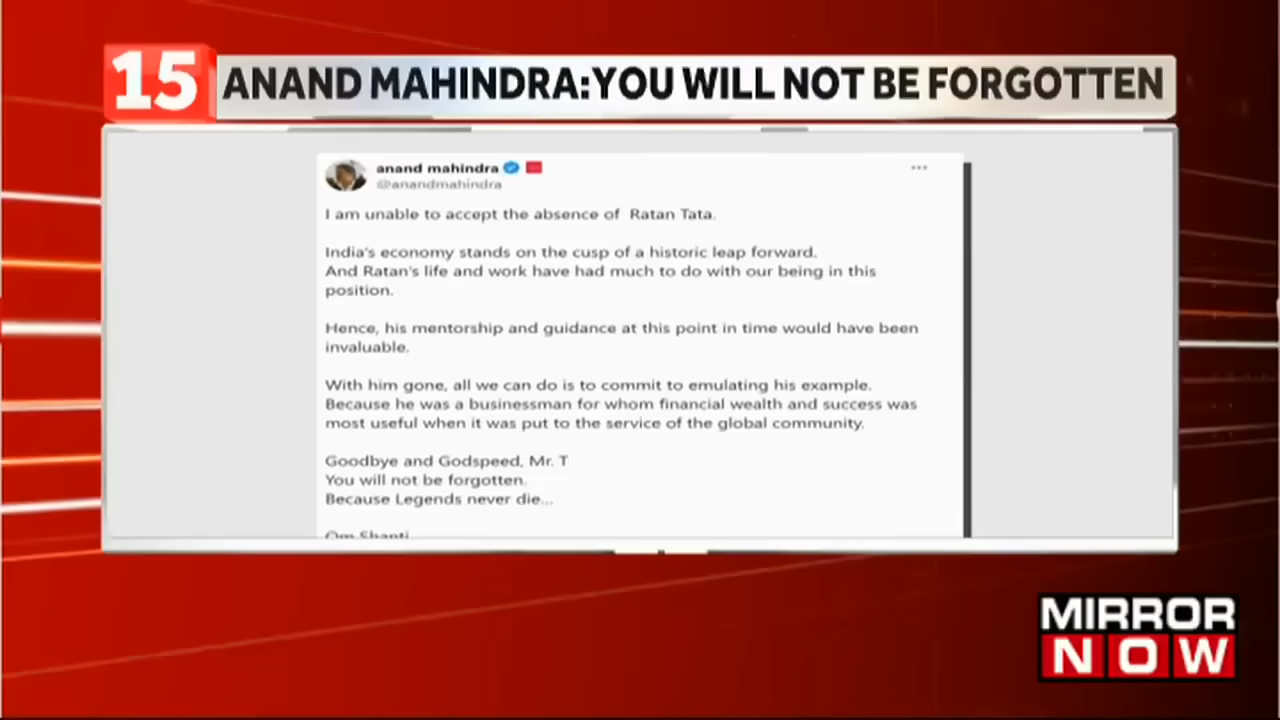 15
ANAND MAHINDRA:YOU WILL NOT BE FORGOTTEN
anand mahindra
@anandmahindra
I am unable to accept the absence of Ratan Tata.
India's economy stands on the cusp of a historic leap forward.
And Ratan's life and work have had much to do with our being in this
position.
Hence, his mentorship and guidance at this point in time would have been
invaluable.
With him gone, all we can do is to commit to emulating his example.
Because he was a businessman for whom financial wealth and success was
most useful when it was put to the service of the global community.
Goodbye and Godspeed, Mr. T
You will not be forgotten.
Because Legends never die...
Om Shanti
MIRROR
NOW